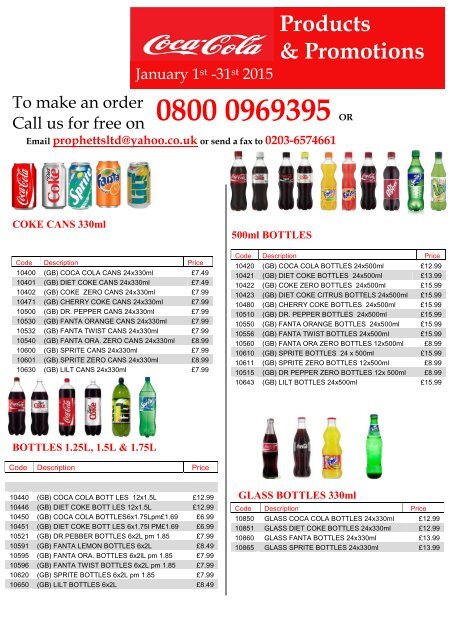 Coca-Cola
Products
& Promotions
January 1st -31st 2015
To make an order
Call us for free on
0800 0969395 OR
Email prophettsltd@yahoo.co.uk or send a fax to 0203-6574661
COKE CANS 330ml
Code Description Price
10400 (GB) COCA COLA CANS 24x330ml £7.49
10401 (GB) DIET COKE CANS 24x330ml £7.49
10402 (GB) COKE ZERO CANS 24x330ml £7.99
10471 (GB) CHERRY COKE CANS 24x330ml £7.99
10500 (GB) DR. PEPPER CANS 24x330ml £7.99
10530 (GB) FANTA ORANGE CANS 24x330ml £7.99
10532 (GB) FANTA TWIST CANS 24x330ml £7.99
10540 (GB) FANTA ORA. ZERO CANS 24x330ml £8.99
10600 (GB) SPRITE CANS 24x330ml £7.99
10601 (GB) SPRITE ZERO CANS 24x330ml £8.99
10630 (GB) LILT CANS 24x330ml £7.99
BOTTLES 1.25L, 1.5L & 1.75L
Code Description Price
10440 (GB) COCA COLA BOTT LES 12x1.5L £12.99
10446 (GB) DIET COKE BOTT LES 12x1.5L £12.99
10450 (GB) COCA COLA BOTTLES6x1.75Lpm£1.69 £6.99
10451 (GB) DIET COKE BOTT LES 6x1.75l PM£1.69 £6.99
10521 (GB) DR.PEBBER BOTTLES 6x2L pm 1.85 £7.99
10591 (GB) FANTA LEMON BOTTLES 6x2L £8.49
10595 (GB) FANTA ORA. BOTTLES 6x2lL pm 1.85 £7.99
10596 (GB) FANTA TWIST BOTTLES 6x2L pm 1.85 £7.99
10620 (GB) SPRITE BOTTLES 6x2L pm 1.85 £7.99
10650 (GB) LILT BOTTLES 6x2L £8.49
500ml BOTTLES
Code Description Price
10420 (GB) COCA COLA BOTTLES 24x500ml £12.99
10421 (GB) DIET COKE BOTTLES 24x500ml £13.99
10422 (GB) COKE ZERO BOTTLES 24x500ml £15.99
10423 (GB) DIET COKE CITRUS BOTTELS 24x500ml £15.99
10480 (GB) CHERRY COKE BOTTLES 24x500ml £15.99
10510 (GB) DR. PEPPER BOTTLES 24x500ml £15.99
10550 (GB) FANTA ORANGE BOTTLES 24x500ml £15.99
10556 (GB) FANTA TWIST BOTTLES 24x500ml £15.99
10560 (GB) FANTA ORA ZERO BOTTLES 12x500ml £8.99
10610 (GB) SPRITE BOTTLES 24 x 500ml £15.99
10611 (GB) SPRITE ZERO BOTTLES 12x500ml £8.99
10515 (GB) DR PEPPER ZERO BOTTLES 12x 500ml £8.99
10643 (GB) LILT BOTTLES 24x500ml £15.99
GLASS BOTTLES 330ml
Code Description Price
10850 GLASS COCA COLA BOTTLES 24x330ml £12.99
10851 GLASS DIET COKE BOTTLES 24x330ml £12.99
10860 GLASS FANTA BOTTLES 24x330ml £13.99
10865 GLASS SPRITE BOTTLES 24x330ml £13.99